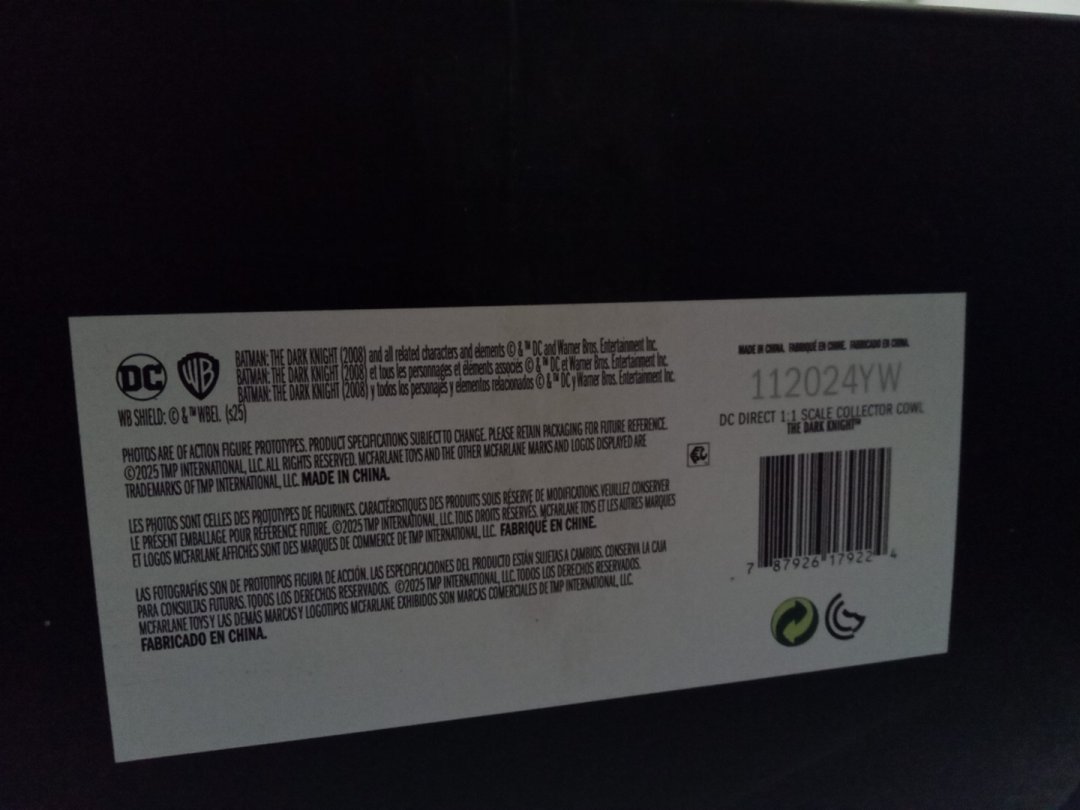 DC WB
BATMAN: THE DARK KNIGHT (2008) and all related characters and elements © & ™ DC and Warner Bros. Entertainment Inc.
BATMAN: THE DARK KNIGHT (2008) et tous les personnages et éléments associés © & ™ DC et Warner Bros. Entertainment Inc.
BATMAN: THE DARK KNIGHT (2008) y todos los personajes y elementos relacionados © & ™ DC y Warner Bros. Entertainment Inc.
WB SHIELD: © & ™ WBEI. (s25)
PHOTOS ARE OF ACTION FIGURE PROTOTYPES. PRODUCT SPECIFICATIONS SUBJECT TO CHANGE. PLEASE RETAIN PACKAGING FOR FUTURE REFERENCE.
©2025 TMP INTERNATIONAL, LLC. ALL RIGHTS RESERVED. MCFARLANE TOYS AND THE OTHER MCFARLANE MARKS AND LOGOS DISPLAYED ARE
TRADEMARKS OF TMP INTERNATIONAL, LLC. MADE IN CHINA.
LES PHOTOS SONT CELLES DES PROTOTYPES DE FIGURINES. CARACTÉRISTIQUES DES PRODUITS SOUS RÉSERVE DE MODIFICATIONS. VEUILLEZ CONSERVER
LE PRÉSENT EMBALLAGE POUR RÉFÉRENCE FUTURE. ©2025 TMP INTERNATIONAL, LLC. TOUS DROITS RÉSERVÉS. MCFARLANE TOYS ET LES AUTRES MARQUES
ET LOGOS MCFARLANE AFFICHÉS SONT DES MARQUES DE COMMERCE DE TMP INTERNATIONAL, LLC. FABRIQUÉ EN CHINE.
LAS FOTOGRAFÍAS SON DE PROTOTIPOS FIGURA DE ACCIÓN. LAS ESPECIFICACIONES DEL PRODUCTO ESTÁN SUJETAS A CAMBIOS. CONSERVA LA CAJA
PARA CONSULTAS FUTURAS. TODOS LOS DERECHOS RESERVADOS. ©2025 TMP INTERNATIONAL, LLC. TODOS LOS DERECHOS RESERVADOS.
MCFARLANE TOYS Y LAS DEMÁS MARCAS Y LOGOTIPOS MCFARLANE EXHIBIDOS SON MARCAS COMERCIALES DE TMP INTERNATIONAL, LLC.
FABRICADO EN CHINA.
MADE IN CHINA. FABRIQUÉ EN CHINE. FABRICADO EN CHINA.
112024YW
DC DIRECT 1:1 SCALE COLLECTOR COWL
THE DARK KNIGHT™
7 87926 17922 4